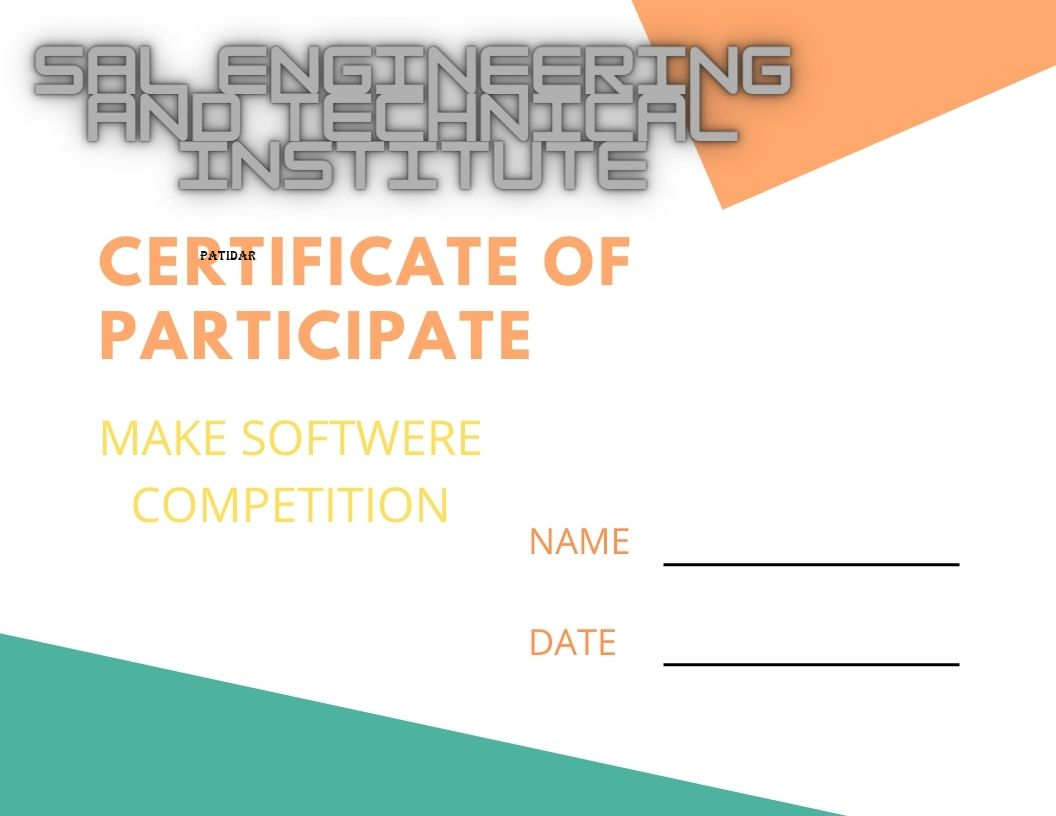 SAL ENGINEERING
AND TECHNICAL
INSTITUTE
CERTIFICATE OF
PATIDAR
PARTICIPATE
MAKE SOFTWERE
COMPETITION
NAME
DATE